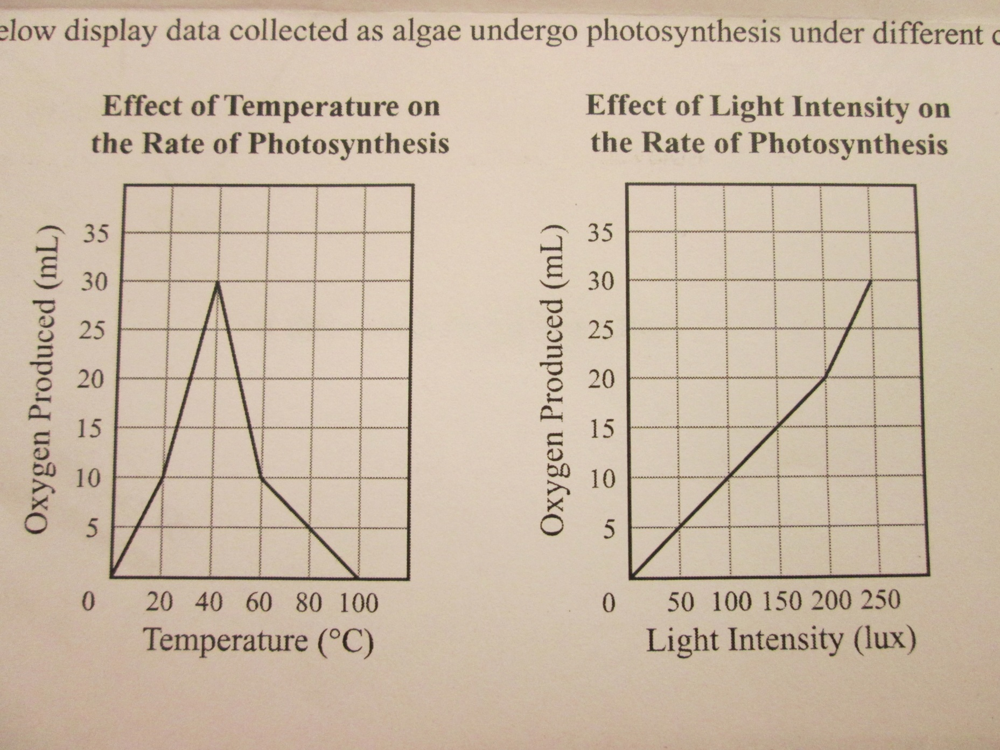 elow display data collected as algae undergo photosynthesis under different c
Effect of Temperature on
the Rate of Photosynthesis
Oxygen Produced (mL)
35
30
25
20
15
10
5
0 20 40 60 80 100
Temperature (°C)
Effect of Light Intensity on
the Rate of Photosynthesis
Oxygen Produced (mL)
35
30
25
20
15
10
5
0 50 100 150 200 250
Light Intensity (lux)